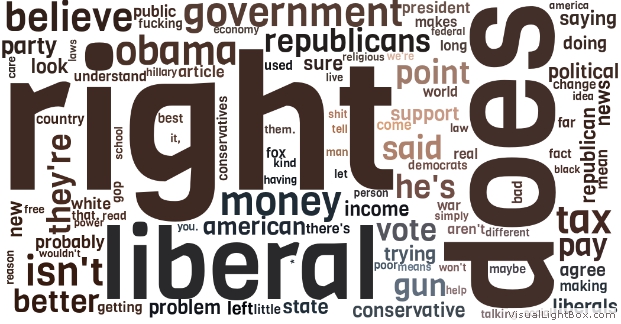 believe public government president america
fucking makes saying
party obama economy republicans federal
long doing
care look laws understand hillary article used sure religious we're
live point political
right does
world change
country best shit support idea news
they're school it, conservatives them. tell come law far republican
fox man said real fact mean
kind democrats black
gop having let he's
white money person war bad
new free that, read income simply
power you. american there's vote aren't different tax
probably liberal trying pay
reason wouldn't
isn't * poor means won't maybe agree
gun help making
better getting problem left little state conservative talkin liberals
VisualLightBox.com